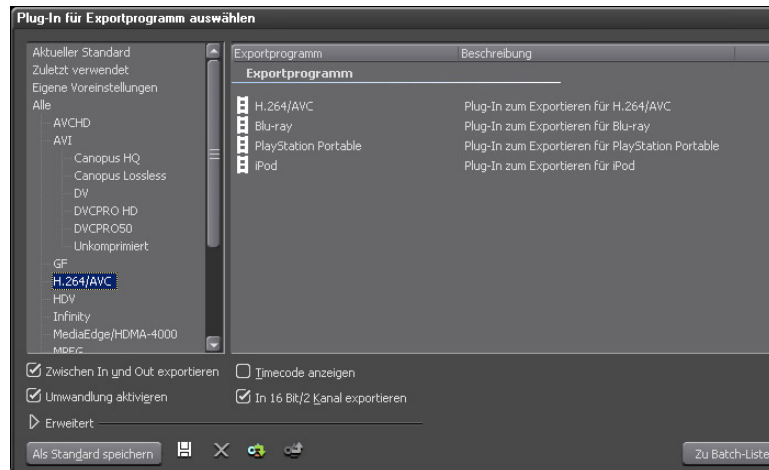 Plug-In für Exportprogramm auswählen
Aktueller Standard
Zuletzt verwendet
Eigene Voreinstellungen
Alle
AVCHD
AVI
Canopus HQ
Canopus Lossless
DV
DVCPRO HD
DVCPRO50
Unkomprimiert
GF
H.264/AVC
HDV
Infinity
MediaEdge/HDMA-4000
MPEG
Exportprogramm Beschreibung
Exportprogramm
H.264/AVC Plug-In zum Exportieren für H.264/AVC
Blu-ray Plug-In zum Exportieren für Blu-ray
PlayStation Portable Plug-In zum Exportieren für PlayStation Portable
iPod Plug-In zum Exportieren für iPod
Zwischen In und Out exportieren Timecode anzeigen
Umwandlung aktivieren In 16 Bit/2 Kanal exportieren
Erweitert
Als Standard speichern Zu Batch-Liste